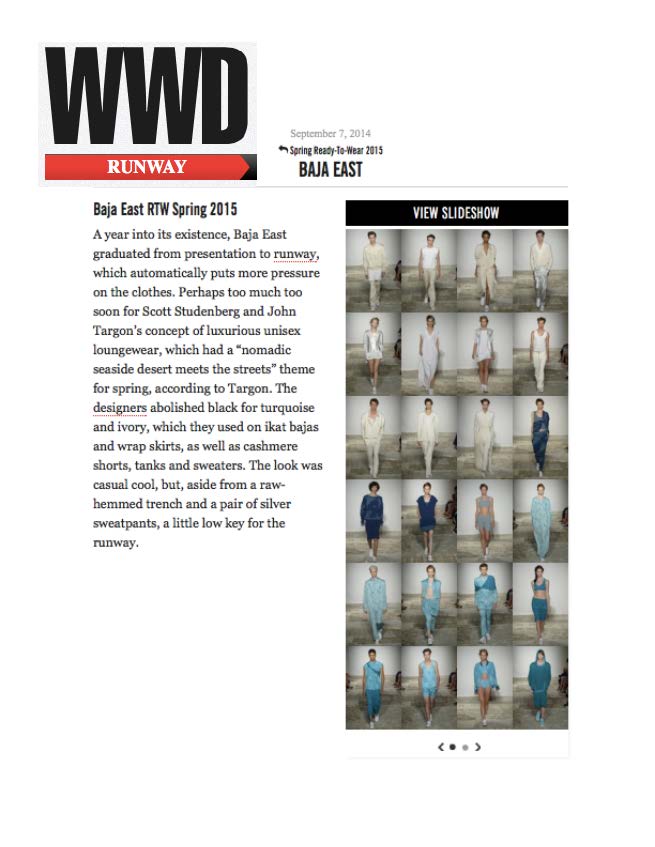 WWD
RUNWAY
September 7, 2014
Spring Ready-To-Wear 2015
BAJA EAST
Baja East RTW Spring 2015
A year into its existence, Baja East
graduated from presentation to runway,
which automatically puts more pressure
on the clothes. Perhaps too much too
soon for Scott Studenberg and John
Targon's concept of luxurious unisex
loungewear, which had a “nomadic
seaside desert meets the streets” theme
for spring, according to Targon. The
designers abolished black for turquoise
and ivory, which they used on ikat bajas
and wrap skirts, as well as cashmere
shorts, tanks and sweaters. The look was
casual cool, but, aside from a raw-
hemmed trench and a pair of silver
sweatpants, a little low key for the
runway.
VIEW SLIDESHOW